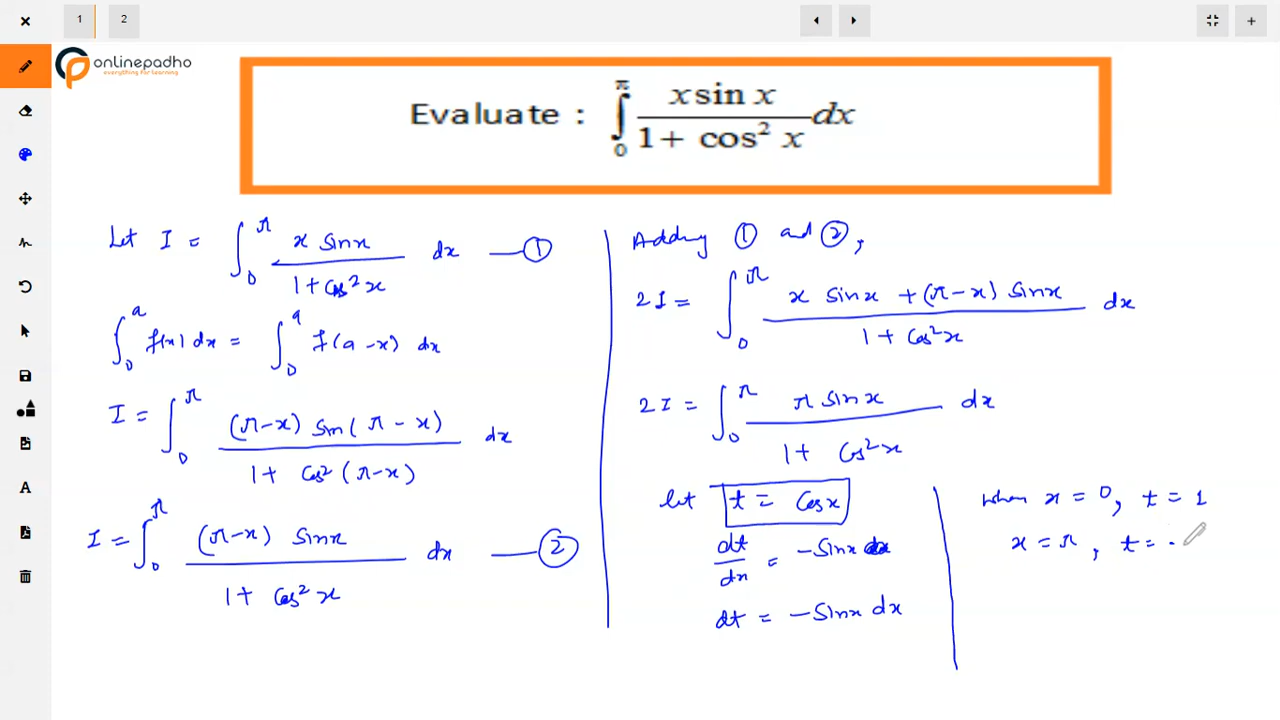 1 2
onlinepadho
everything for learning
Evaluate : ∫₀^π x sin x / (1 + cos² x) dx
Let I = ∫₀^π x sinx / (1 + cos²x) dx —①
∫₀^a f(x) dx = ∫₀^a f(a-x) dx
I = ∫₀^π (π-x) sin(π-x) / (1 + cos²(π-x)) dx
I = ∫₀^π (π-x) sinx / (1 + cos²x) dx —②
Adding ① and ②,
2I = ∫₀^π x sinx + (π-x) sinx / (1 + cos²x) dx
2I = ∫₀^π π sinx / (1 + cos²x) dx
let t = cosx
dt/dx = -sinx
dt = -sinx dx
when x = 0, t = 1
x = π, t =